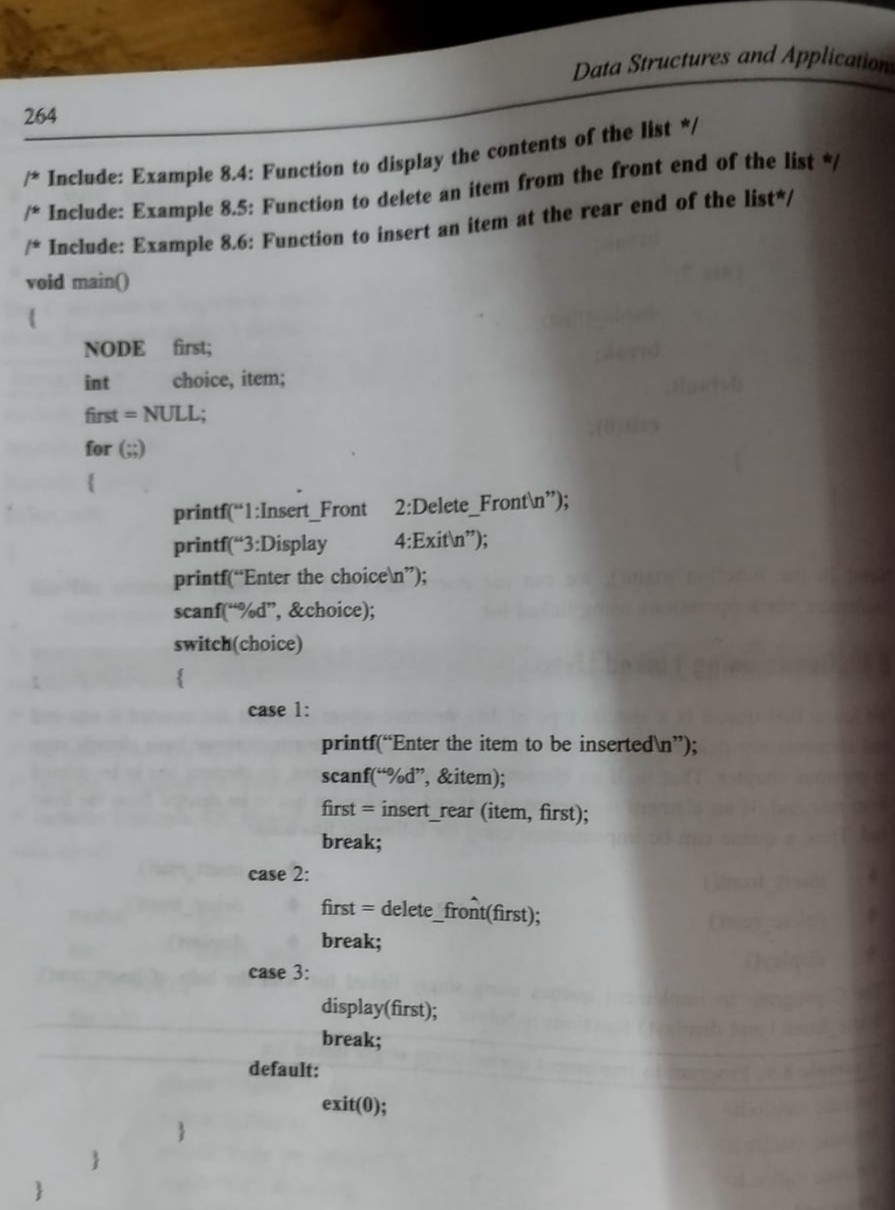 Data Structures and Application
264
/* Include: Example 8.4: Function to display the contents of the list */
/* Include: Example 8.5: Function to delete an item from the front end of the list */
/* Include: Example 8.6: Function to insert an item at the rear end of the list*/
void main()
{
NODE first;
int choice, item;
first = NULL;
for (;;)
{
printf("1:Insert_Front 2:Delete_Front\n");
printf("3:Display 4:Exit\n");
printf("Enter the choice\n");
scanf("%d", &choice);
switch(choice)
{
case 1:
printf("Enter the item to be inserted\n");
scanf("%d", &item);
first = insert_rear (item, first);
break;
case 2:
first = delete_front(first);
break;
case 3:
display(first);
break;
default:
exit(0);
}
}
}